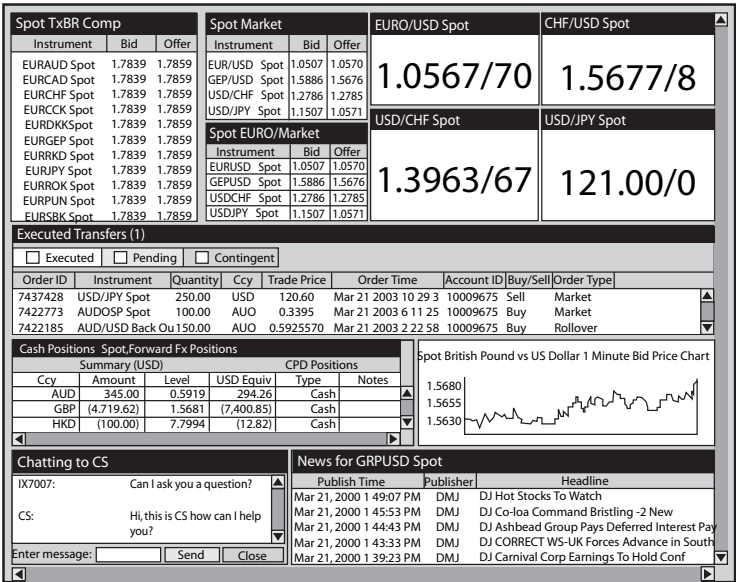 Spot TxBR Comp
Instrument Bid Offer
EURAUD Spot 1.7839 1.7859
EURCAD Spot 1.7839 1.7859
EURCHF Spot 1.7839 1.7859
EURCCK Spot 1.7839 1.7859
EURDKKSpot 1.7839 1.7859
EURGEP Spot 1.7839 1.7859
EURRKD Spot 1.7839 1.7859
EURJPY Spot 1.7839 1.7859
EURROK Spot 1.7839 1.7859
EURPUN Spot 1.7839 1.7859
EURSBK Spot 1.7839 1.7859
Spot Market
Instrument Bid Offer
EUR/USD Spot 1.0507 1.0570
GEP/USD Spot 1.5886 1.5676
USD/CHF Spot 1.2786 1.2785
USD/JPY Spot 1.1507 1.0571
Spot EURO/Market
Instrument Bid Offer
EURUSD Spot 1.0507 1.0570
GEPUSD Spot 1.5886 1.5676
USDCHF Spot 1.2786 1.2785
USDJPY Spot 1.1507 1.0571
EURO/USD Spot
1.0567/70
CHF/USD Spot
1.5677/8
USD/CHF Spot
1.3963/67
USD/JPY Spot
121.00/0
Executed Transfers (1)
Executed Pending Contingent
Order ID Instrument Quantity Ccy Trade Price Order Time Account ID Buy/Sell Order Type
7437428 USD/JPY Spot 250.00 USD 120.60 Mar 21 2003 10 29 3 10009675 Sell Market
7422773 AUDOSP Spot 100.00 AUO 0.3395 Mar 21 2003 6 11 25 10009675 Buy Market
7422185 AUD/USD Back Ou 150.00 AUO 0.5925570 Mar 21 2003 2 22 58 10009675 Buy Rollover
Cash Positions Spot,Forward Fx Positions
Summary (USD) CPD Positions
Ccy Amount Level USD Equiv Type Notes
AUD 345.00 0.5919 294.26 Cash
GBP (4.719.62) 1.5681 (7,400.85) Cash
HKD (100.00) 7.7994 (12.82) Cash
Spot British Pound vs US Dollar 1 Minute Bid Price Chart
1.5680
1.5655
1.5630
Chatting to CS
IX7007: Can I ask you a question?
CS: Hi, this is CS how can I help
you?
Enter message: Send Close
News for GRPUSD Spot
Publish Time Publisher Headline
Mar 21, 2000 1 49:07 PM DMJ DJ Hot Stocks To Watch
Mar 21, 2000 1 45:53 PM DMJ DJ Co-loa Command Bristling -2 New
Mar 21, 2000 1 44:43 PM DMJ DJ Ashbead Group Pays Deferred Interest Pay
Mar 21, 2000 1 43:33 PM DMJ DJ CORRECT WS-UK Forces Advance in South
Mar 21, 2000 1 39:23 PM DMJ DJ Carnival Corp Earnings To Hold Conf